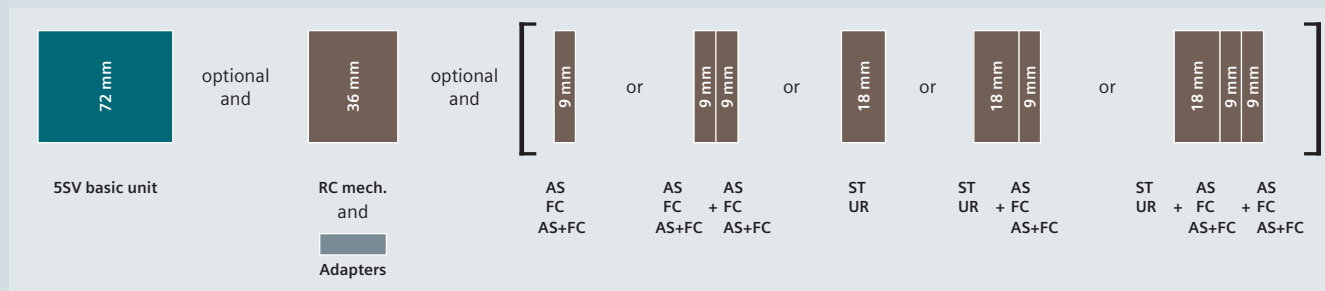 72 mm
optional
and
36 mm
optional
and
9 mm
or
9 mm
9 mm
or
18 mm
or
18 mm
9 mm
or
18 mm
9 mm
9 mm
5SV basic unit
RC mech.
and
Adapters
AS
FC
AS+FC
AS AS
FC + FC
AS+FC AS+FC
ST
UR
ST AS
UR + FC
AS+FC
ST AS AS
UR + FC + FC
AS+FC AS+FC